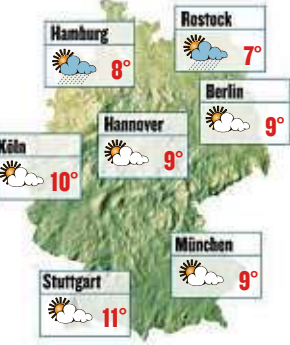 Hamburg
8°
Rostock
7°
Berlin
9°
Hannover
9°
Köln
10°
München
9°
Stuttgart
11°